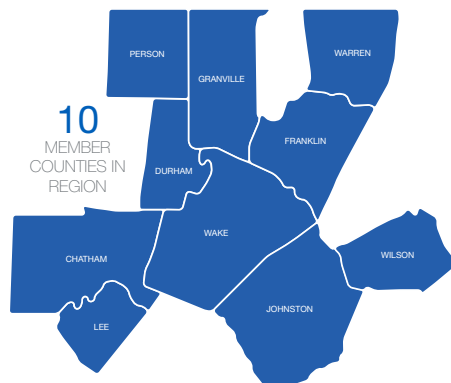 PERSON
GRANVILLE
WARREN
10
MEMBER
COUNTIES IN
REGION
FRANKLIN
DURHAM
WAKE
CHATHAM
WILSON
JOHNSTON
LEE